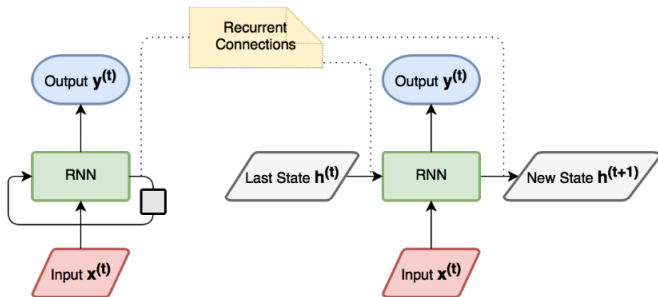 Recurrent
Connections
Output y(t)
Output y(t)
RNN
Last State h(t)
RNN
New State h(t+1)
Input x(t)
Input x(t)